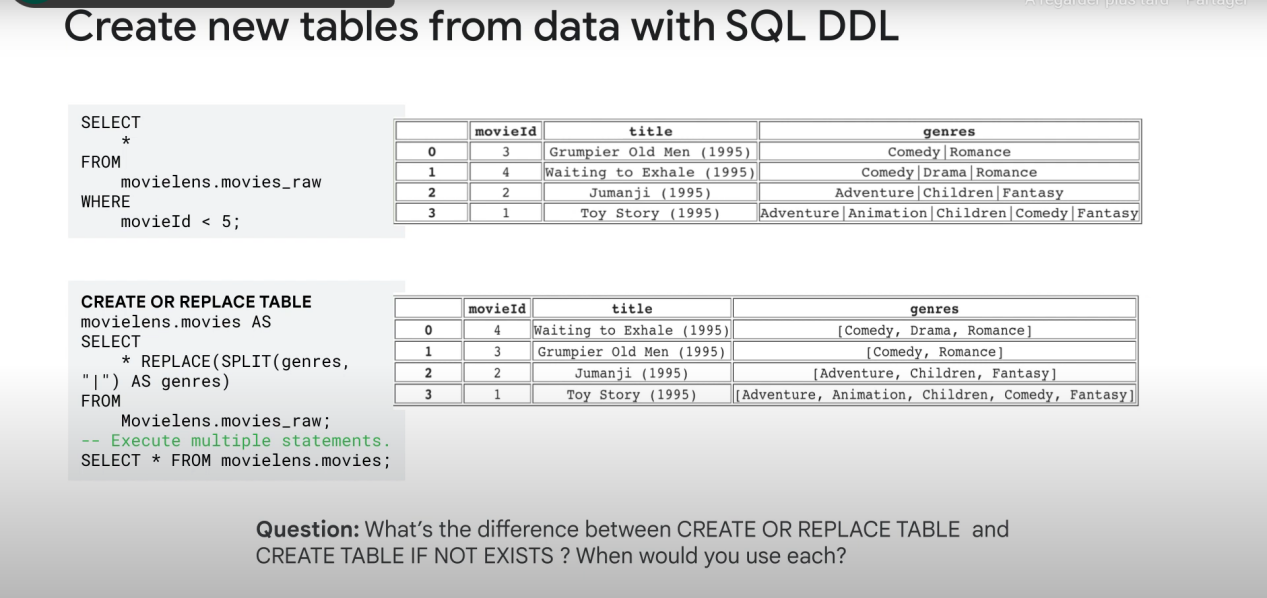 A regarder plus tard Partager
Create new tables from data with SQL DDL
SELECT
*
FROM
movielens.movies_raw
WHERE
movieId < 5;
movieId title genres
0 3 Grumpier Old Men (1995) Comedy|Romance
1 4 Waiting to Exhale (1995) Comedy|Drama|Romance
2 2 Jumanji (1995) Adventure|Children|Fantasy
3 1 Toy Story (1995) Adventure|Animation|Children|Comedy|Fantasy
CREATE OR REPLACE TABLE
movielens.movies AS
SELECT
* REPLACE(SPLIT(genres,
"|") AS genres)
FROM
Movielens.movies_raw;
-- Execute multiple statements.
SELECT * FROM movielens.movies;
movieId title genres
0 4 Waiting to Exhale (1995) [Comedy, Drama, Romance]
1 3 Grumpier Old Men (1995) [Comedy, Romance]
2 2 Jumanji (1995) [Adventure, Children, Fantasy]
3 1 Toy Story (1995) [Adventure, Animation, Children, Comedy, Fantasy]
Question: What's the difference between CREATE OR REPLACE TABLE and
CREATE TABLE IF NOT EXISTS ? When would you use each?